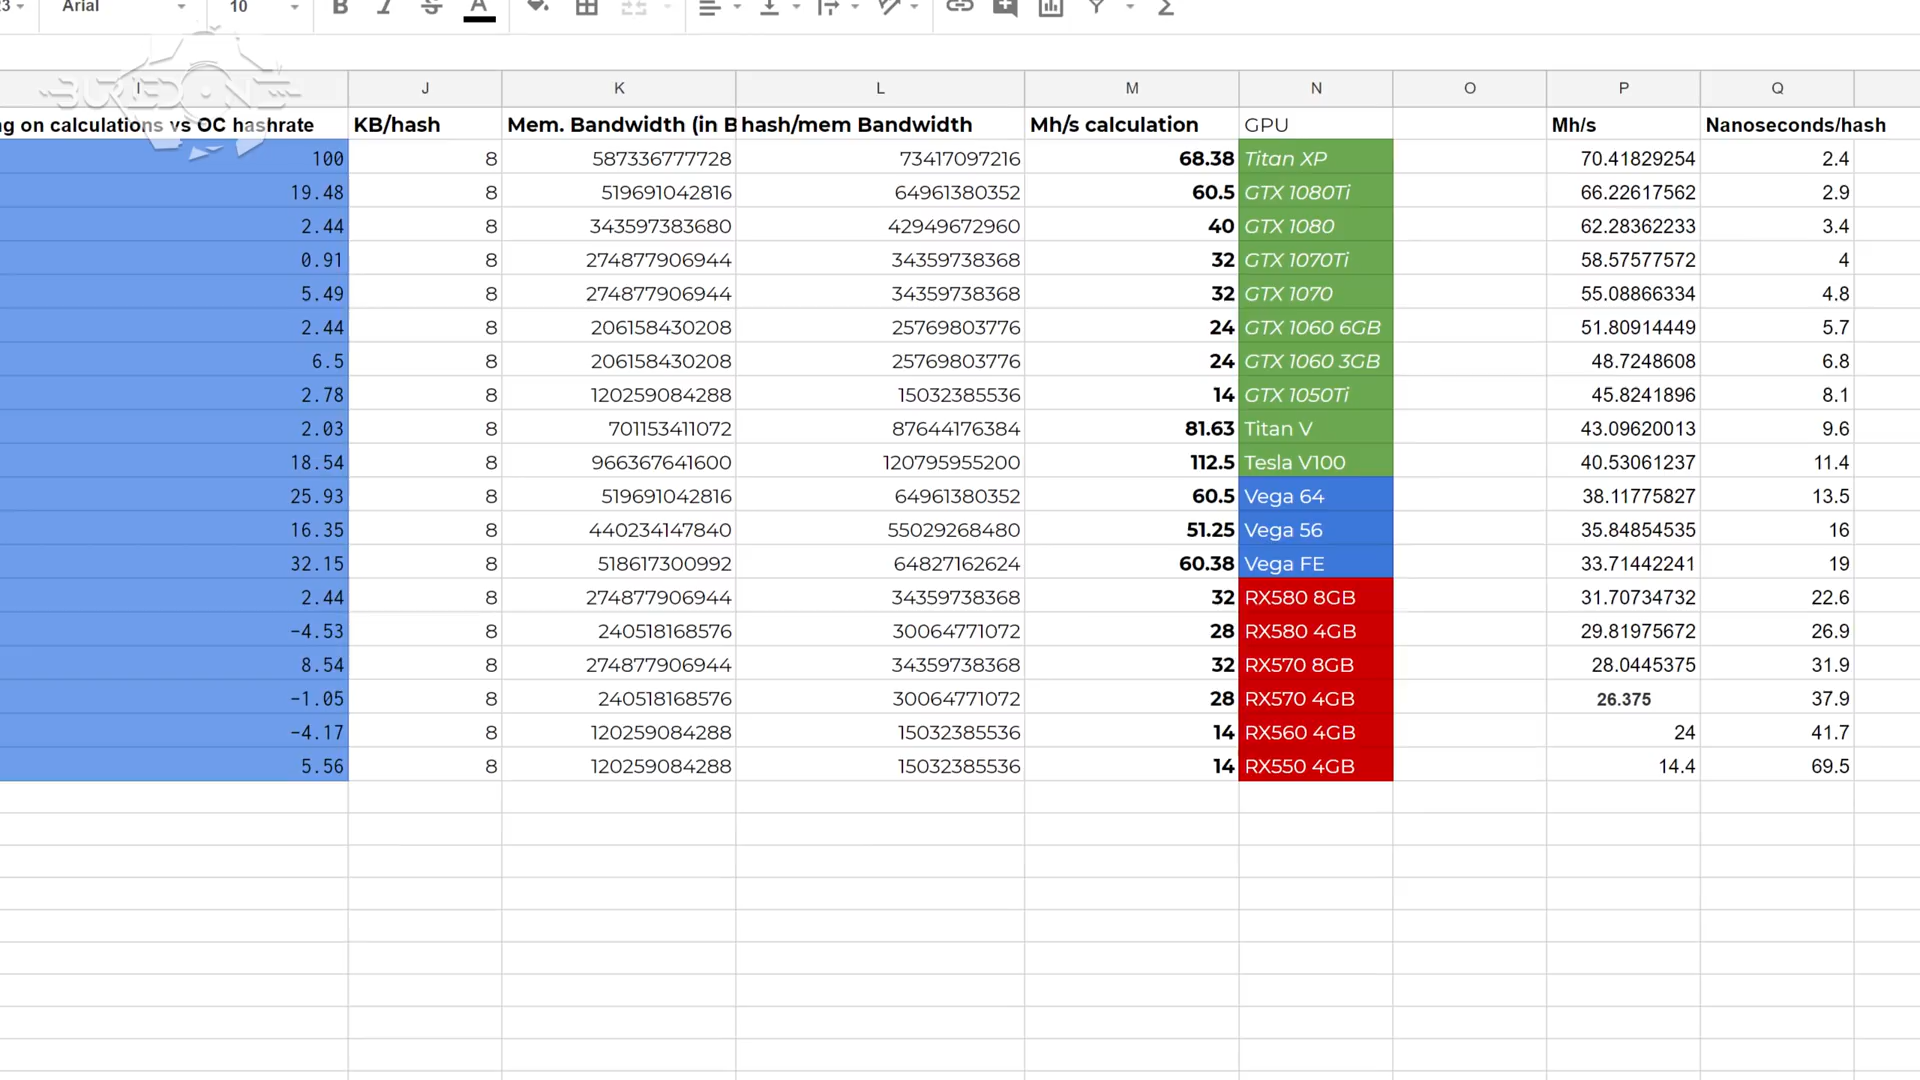 Arial 10 B I S A Σ
BURIEDONE
I J K L M N O P Q
ng on calculations vs OC hashrate KB/hash Mem. Bandwidth (in B hash/mem Bandwidth Mh/s calculation GPU Mh/s Nanoseconds/hash
100 8 587336777728 73417097216 68.38 Titan XP 70.41829254 2.4
19.48 8 519691042816 64961380352 60.5 GTX 1080Ti 66.22617562 2.9
2.44 8 343597383680 42949672960 40 GTX 1080 62.28362233 3.4
0.91 8 274877906944 34359738368 32 GTX 1070Ti 58.57577572 4
5.49 8 274877906944 34359738368 32 GTX 1070 55.08866334 4.8
2.44 8 206158430208 25769803776 24 GTX 1060 6GB 51.80914449 5.7
6.5 8 206158430208 25769803776 24 GTX 1060 3GB 48.7248608 6.8
2.78 8 120259084288 15032385536 14 GTX 1050Ti 45.8241896 8.1
2.03 8 701153411072 87644176384 81.63 Titan V 43.09620013 9.6
18.54 8 966367641600 120795955200 112.5 Tesla V100 40.53061237 11.4
25.93 8 519691042816 64961380352 60.5 Vega 64 38.11775827 13.5
16.35 8 440234147840 55029268480 51.25 Vega 56 35.84854535 16
32.15 8 518617300992 64827162624 60.38 Vega FE 33.71442241 19
2.44 8 274877906944 34359738368 32 RX580 8GB 31.70734732 22.6
-4.53 8 240518168576 30064771072 28 RX580 4GB 29.81975672 26.9
8.54 8 274877906944 34359738368 32 RX570 8GB 28.0445375 31.9
-1.05 8 240518168576 30064771072 28 RX570 4GB 26.375 37.9
-4.17 8 120259084288 15032385536 14 RX560 4GB 24 41.7
5.56 8 120259084288 15032385536 14 RX550 4GB 14.4 69.5